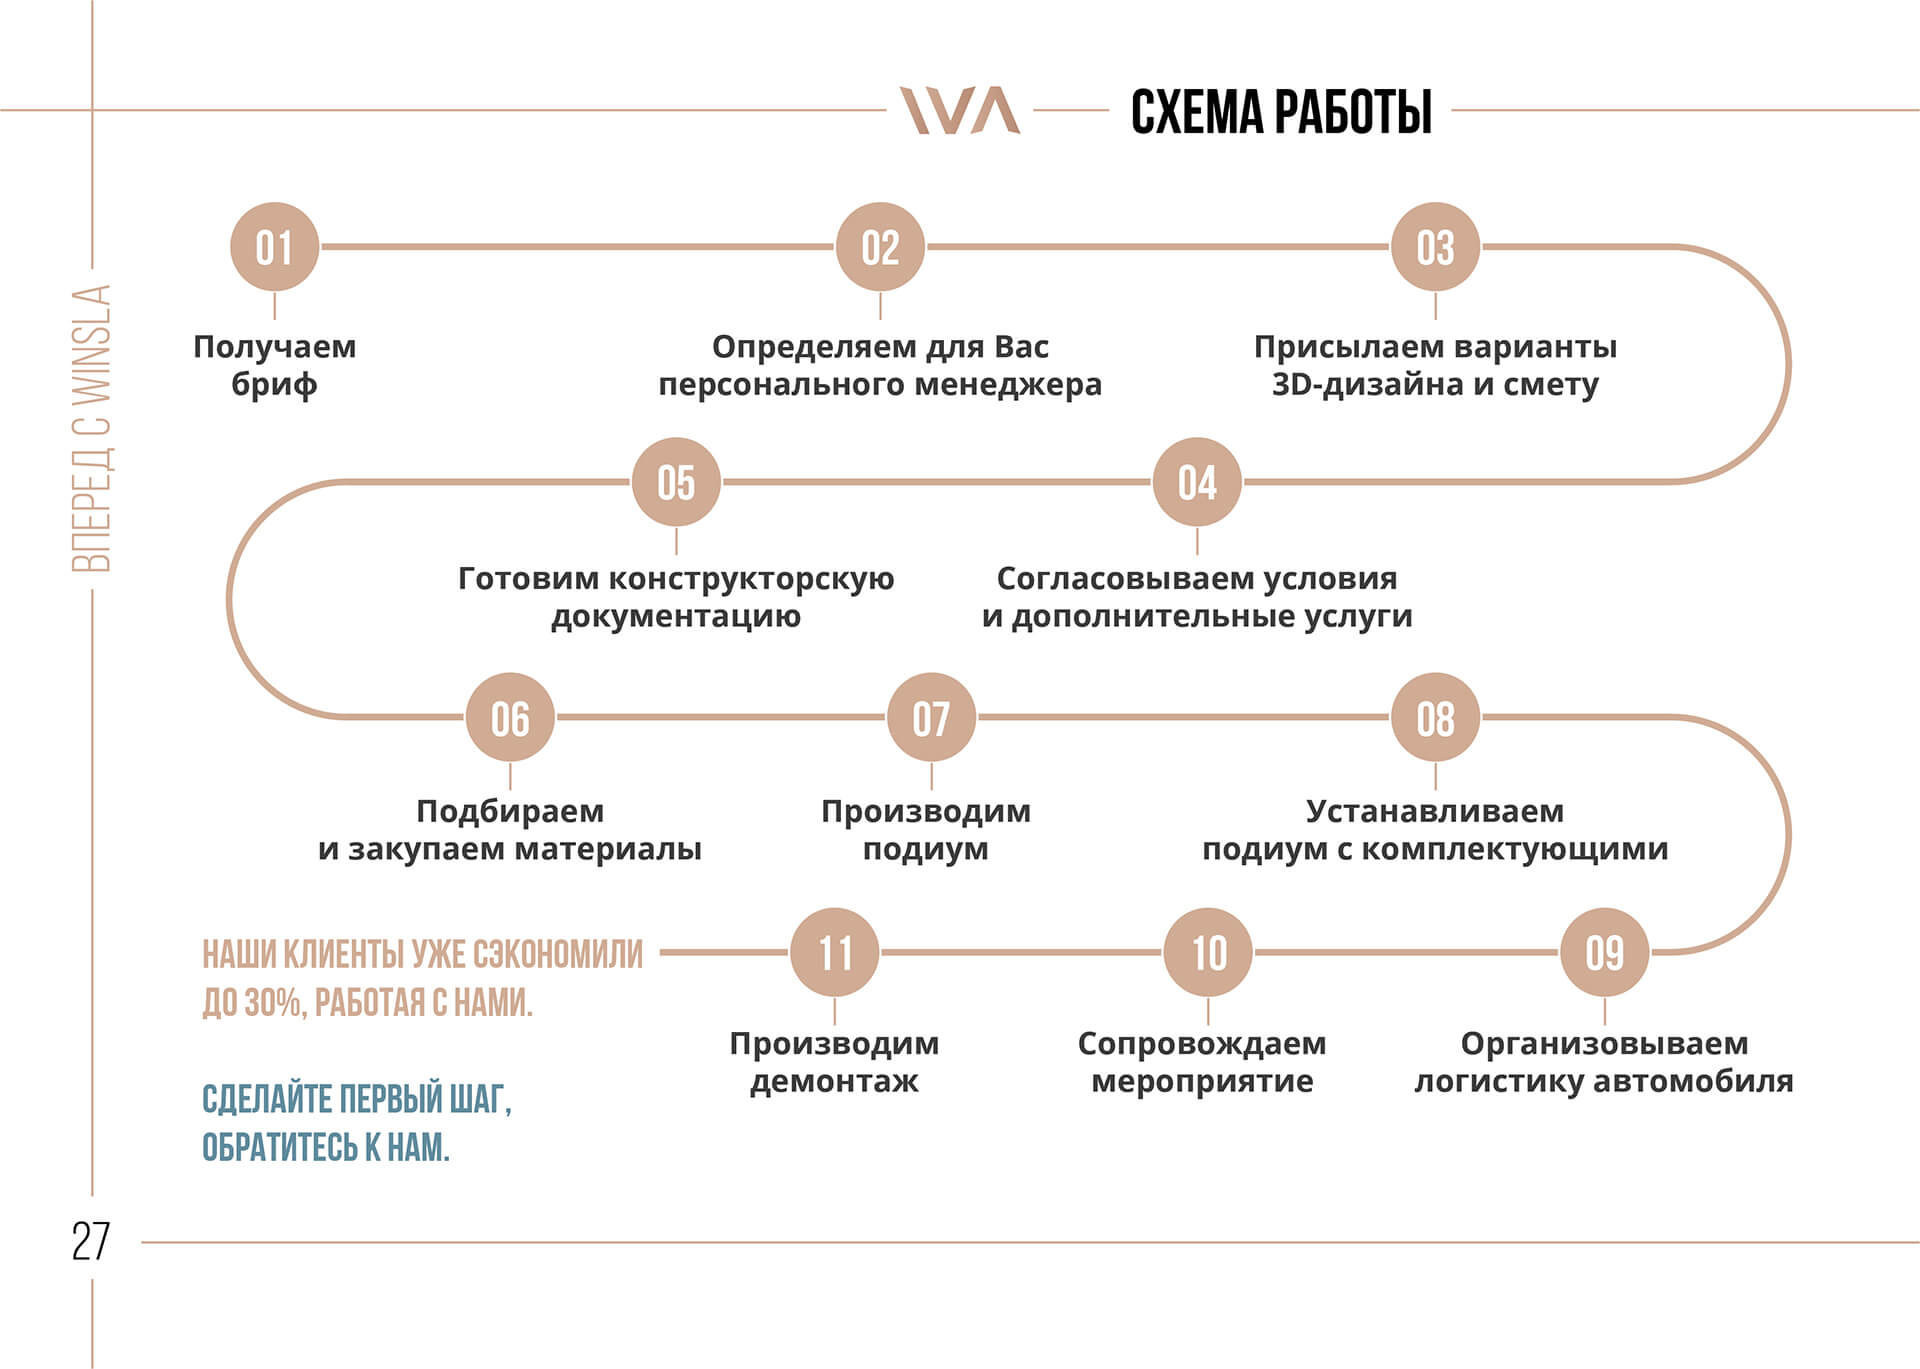 WA
СХЕМА РАБОТЫ
ВПЕРЕД С WINSLA
01
Получаем
бриф
02
Определяем для Вас
персонального менеджера
03
Присылаем варианты
3D-дизайна и смету
04
Согласовываем условия
и дополнительные услуги
05
Готовим конструкторскую
документацию
06
Подбираем
и закупаем материалы
07
Производим
подиум
08
Устанавливаем
подиум с комплектующими
09
Организовываем
логистику автомобиля
10
Сопровождаем
мероприятие
11
Производим
демонтаж
НАШИ КЛИЕНТЫ УЖЕ СЭКОНОМИЛИ
ДО 30%, РАБОТАЯ С НАМИ.
СДЕЛАЙТЕ ПЕРВЫЙ ШАГ,
ОБРАТИТЕСЬ К НАМ.
27